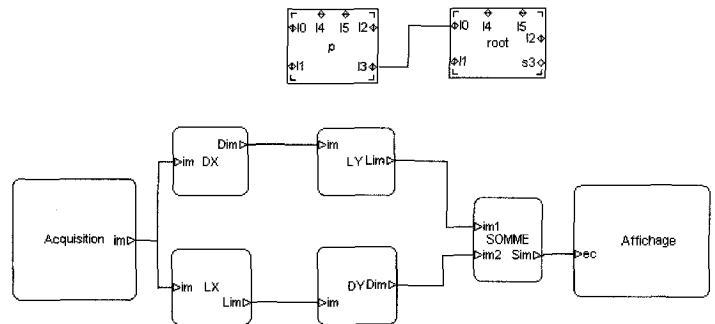 I0 I4 I5 I2
p
I1 I3
I0 I4 I5
root
I2
I1 s3
Dim
im
DX
im
LY Lim
Acquisition im
im1
SOMME
im2 Sim
Affichage
ec
im LX
Lim
DY Dim
im